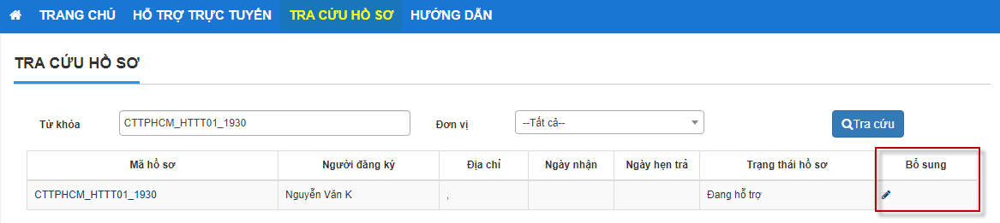 TRANG CHỦ HỖ TRỢ TRỰC TUYẾN TRA CỨU HỒ SƠ HƯỚNG DẪN
TRA CỨU HỒ SƠ
Từ khóa CTTPHCM_HTTT01_1930 Đơn vị --Tất cả-- Tra cứu
Mã hồ sơ Người đăng ký Địa chỉ Ngày nhận Ngày hẹn trả Trạng thái hồ sơ Bổ sung
CTTPHCM_HTTT01_1930 Nguyễn Văn K , Đang hỗ trợ